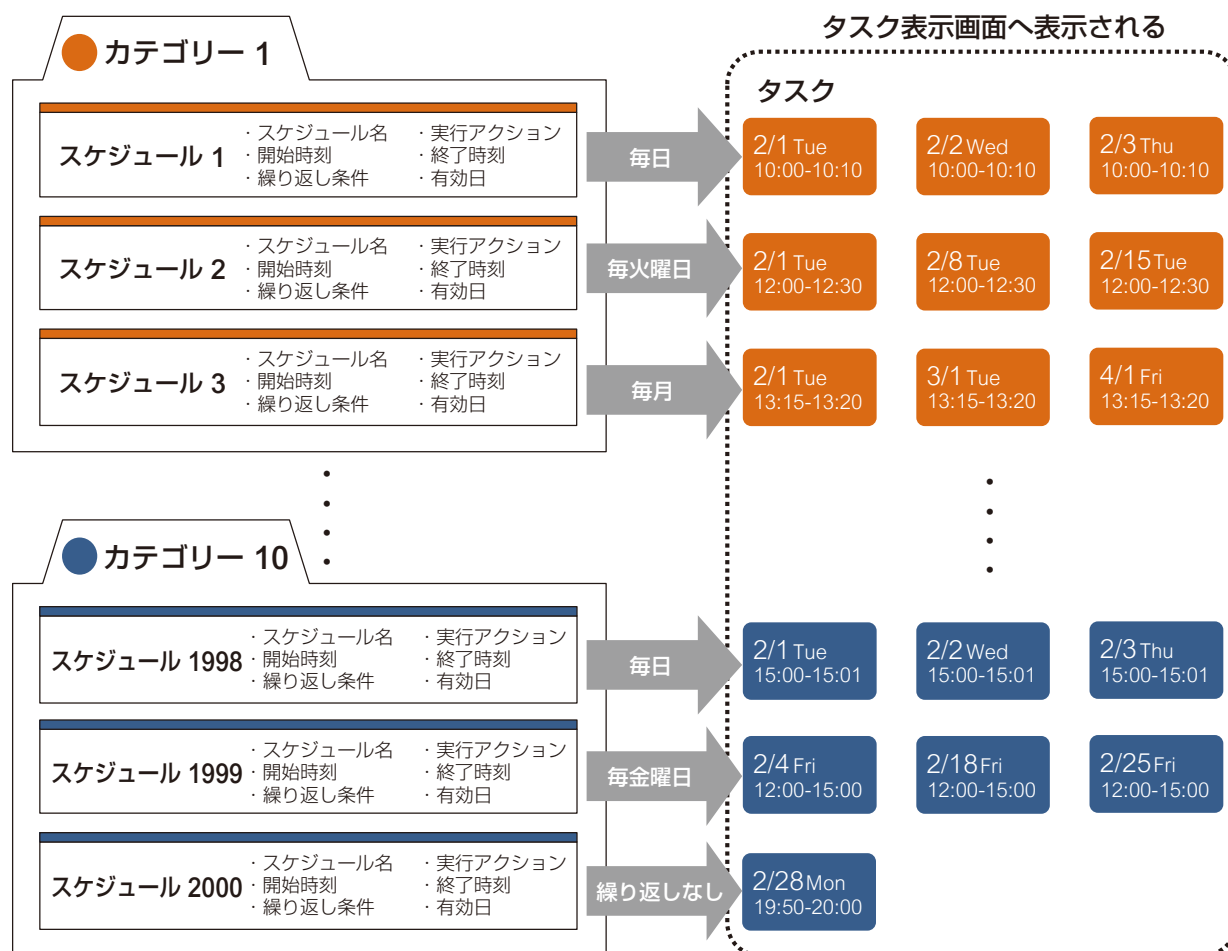 タスク表示画面へ表示される
カテゴリー 1
タスク
スケジュール 1
・スケジュール名 ・実行アクション
・開始時刻 ・終了時刻
・繰り返し条件 ・有効日
毎日
2/1 Tue
10:00-10:10
2/2 Wed
10:00-10:10
2/3 Thu
10:00-10:10
スケジュール 2
・スケジュール名 ・実行アクション
・開始時刻 ・終了時刻
・繰り返し条件 ・有効日
毎火曜日
2/1 Tue
12:00-12:30
2/8 Tue
12:00-12:30
2/15 Tue
12:00-12:30
スケジュール 3
・スケジュール名 ・実行アクション
・開始時刻 ・終了時刻
・繰り返し条件 ・有効日
毎月
2/1 Tue
13:15-13:20
3/1 Tue
13:15-13:20
4/1 Fri
13:15-13:20
カテゴリー 10
スケジュール 1998
・スケジュール名 ・実行アクション
・開始時刻 ・終了時刻
・繰り返し条件 ・有効日
毎日
2/1 Tue
15:00-15:01
2/2 Wed
15:00-15:01
2/3 Thu
15:00-15:01
スケジュール 1999
・スケジュール名 ・実行アクション
・開始時刻 ・終了時刻
・繰り返し条件 ・有効日
毎金曜日
2/4 Fri
12:00-15:00
2/18 Fri
12:00-15:00
2/25 Fri
12:00-15:00
スケジュール 2000
・スケジュール名 ・実行アクション
・開始時刻 ・終了時刻
・繰り返し条件 ・有効日
繰り返しなし
2/28 Mon
19:50-20:00